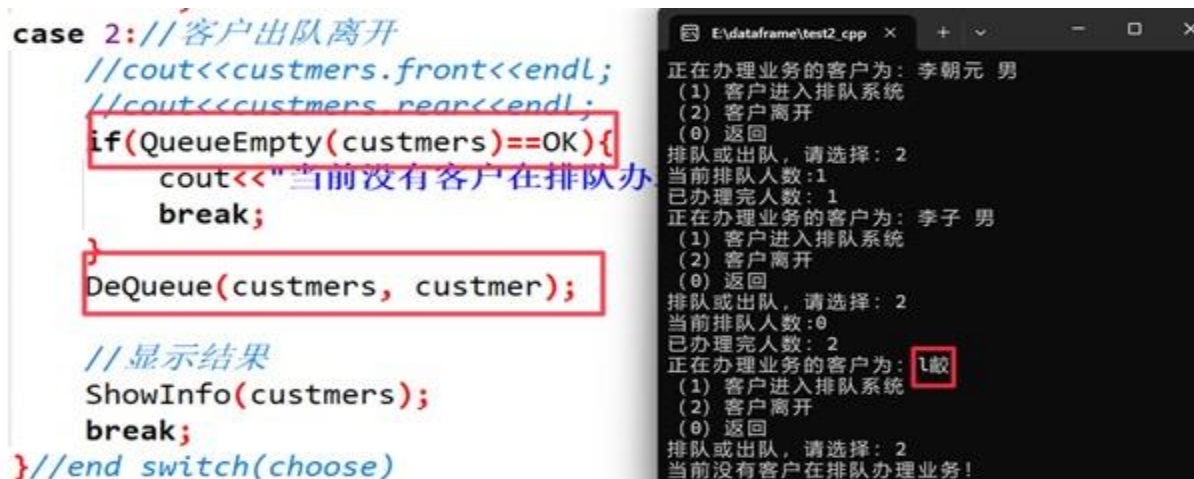 case 2://客户出队离开
//cout<<custmers.front<<endl;
//cout<<custmers.rear<<endl;
if(QueueEmpty(custmers)==OK){
cout<<"当前没有客户在排队办
break;
}
DeQueue(custmers, custmer);
//显示结果
ShowInfo(custmers);
break;
}//end switch(choose)
E:\dataframe\test2_cpp × + ⌄ − □ ×
正在办理业务的客户为: 李朝元 男
(1) 客户进入排队系统
(2) 客户离开
(0) 返回
排队或出队, 请选择: 2
当前排队人数:1
已办理完人数: 1
正在办理业务的客户为: 李子 男
(1) 客户进入排队系统
(2) 客户离开
(0) 返回
排队或出队, 请选择: 2
当前排队人数:0
已办理完人数: 2
正在办理业务的客户为:
(1) 客户进入排队系统
(2) 客户离开
(0) 返回
排队或出队, 请选择: 2
当前没有客户在排队办理业务!